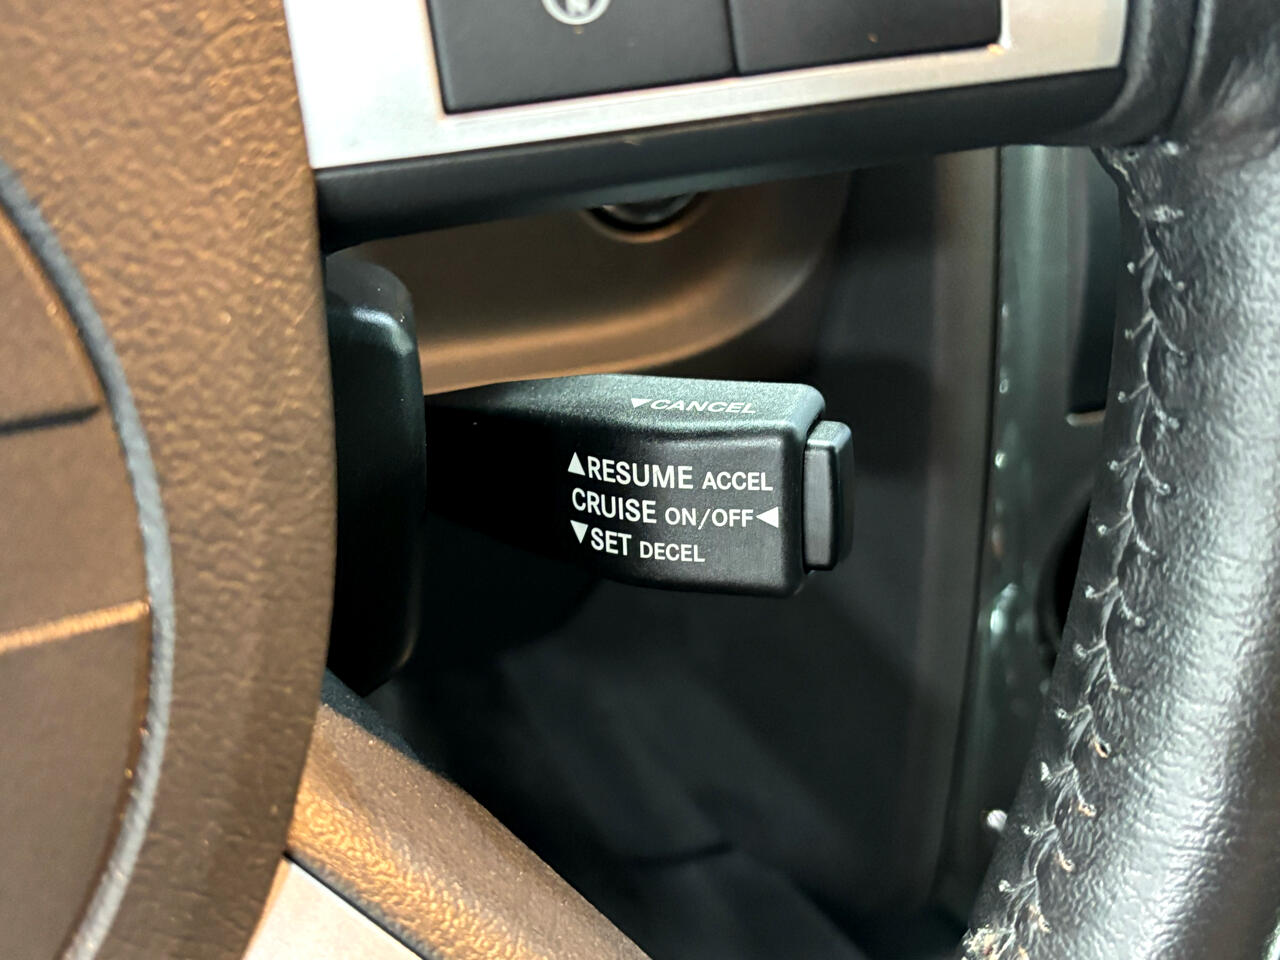 ▼CANCEL
▲RESUME ACCEL
CRUISE ON/OFF◀
▼SET DECEL